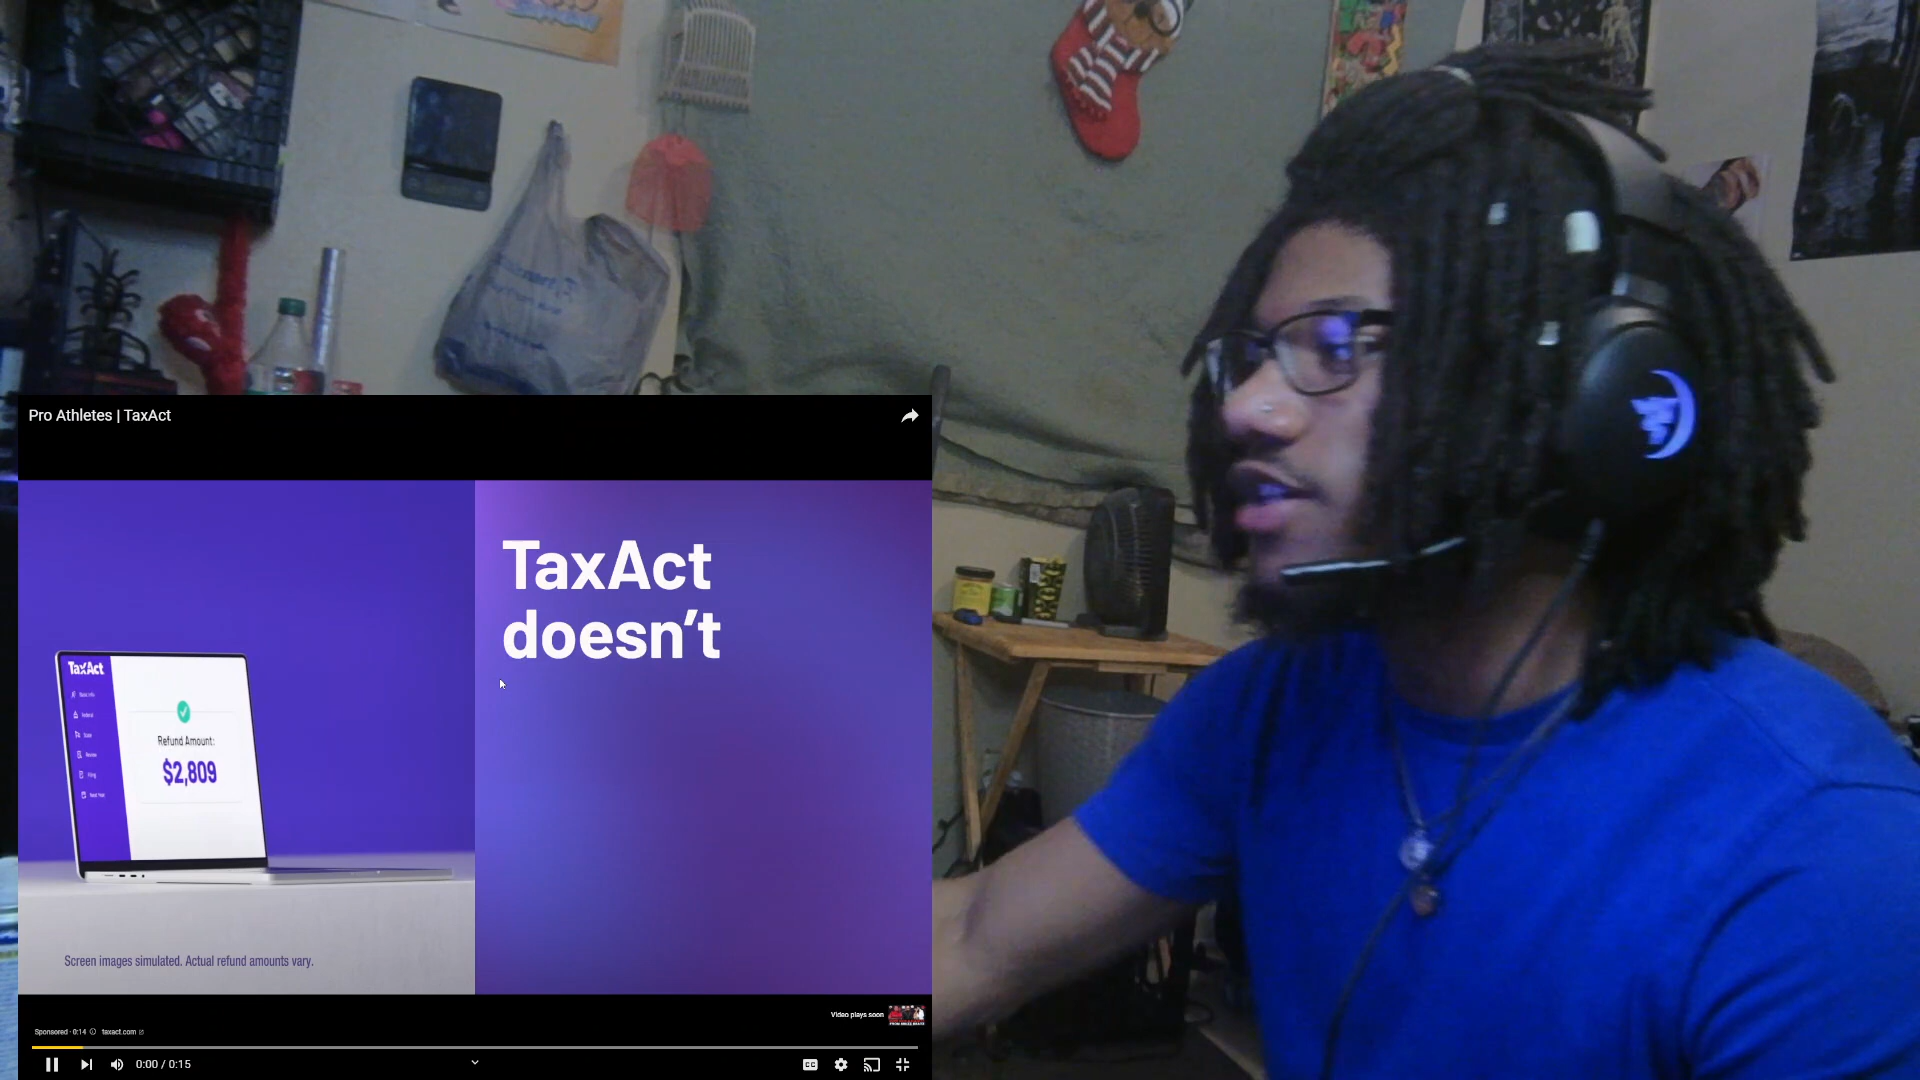 Pro Athletes | TaxAct
TaxAct
doesn't
TaxAct
Refund Amount:
$2,809
Screen images simulated. Actual refund amounts vary.
Video plays soon
Sponsored · 0:14
taxact.com
0:00 / 0:15
CC